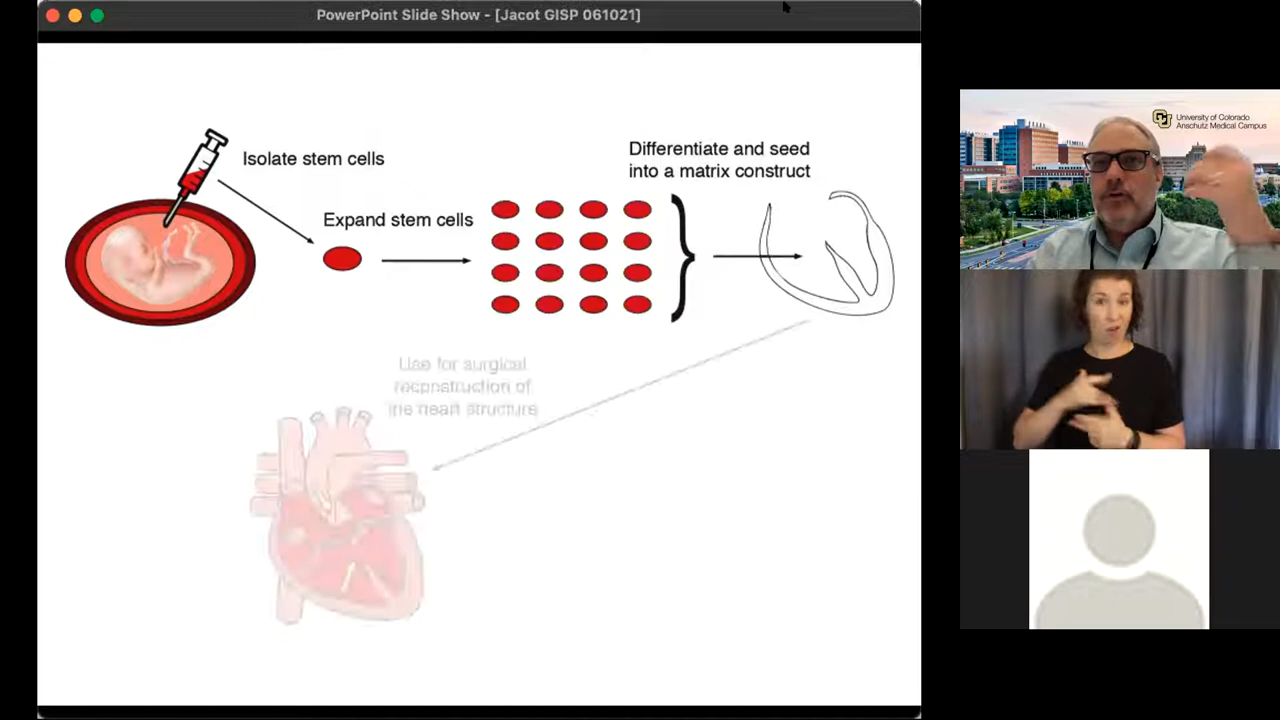 PowerPoint Slide Show - [Jacot GISP 061021]
Isolate stem cells
Expand stem cells
Differentiate and seed
into a matrix construct
Use for surgical
reconstruction of
the heart structure
University of Colorado
Anschutz Medical Campus